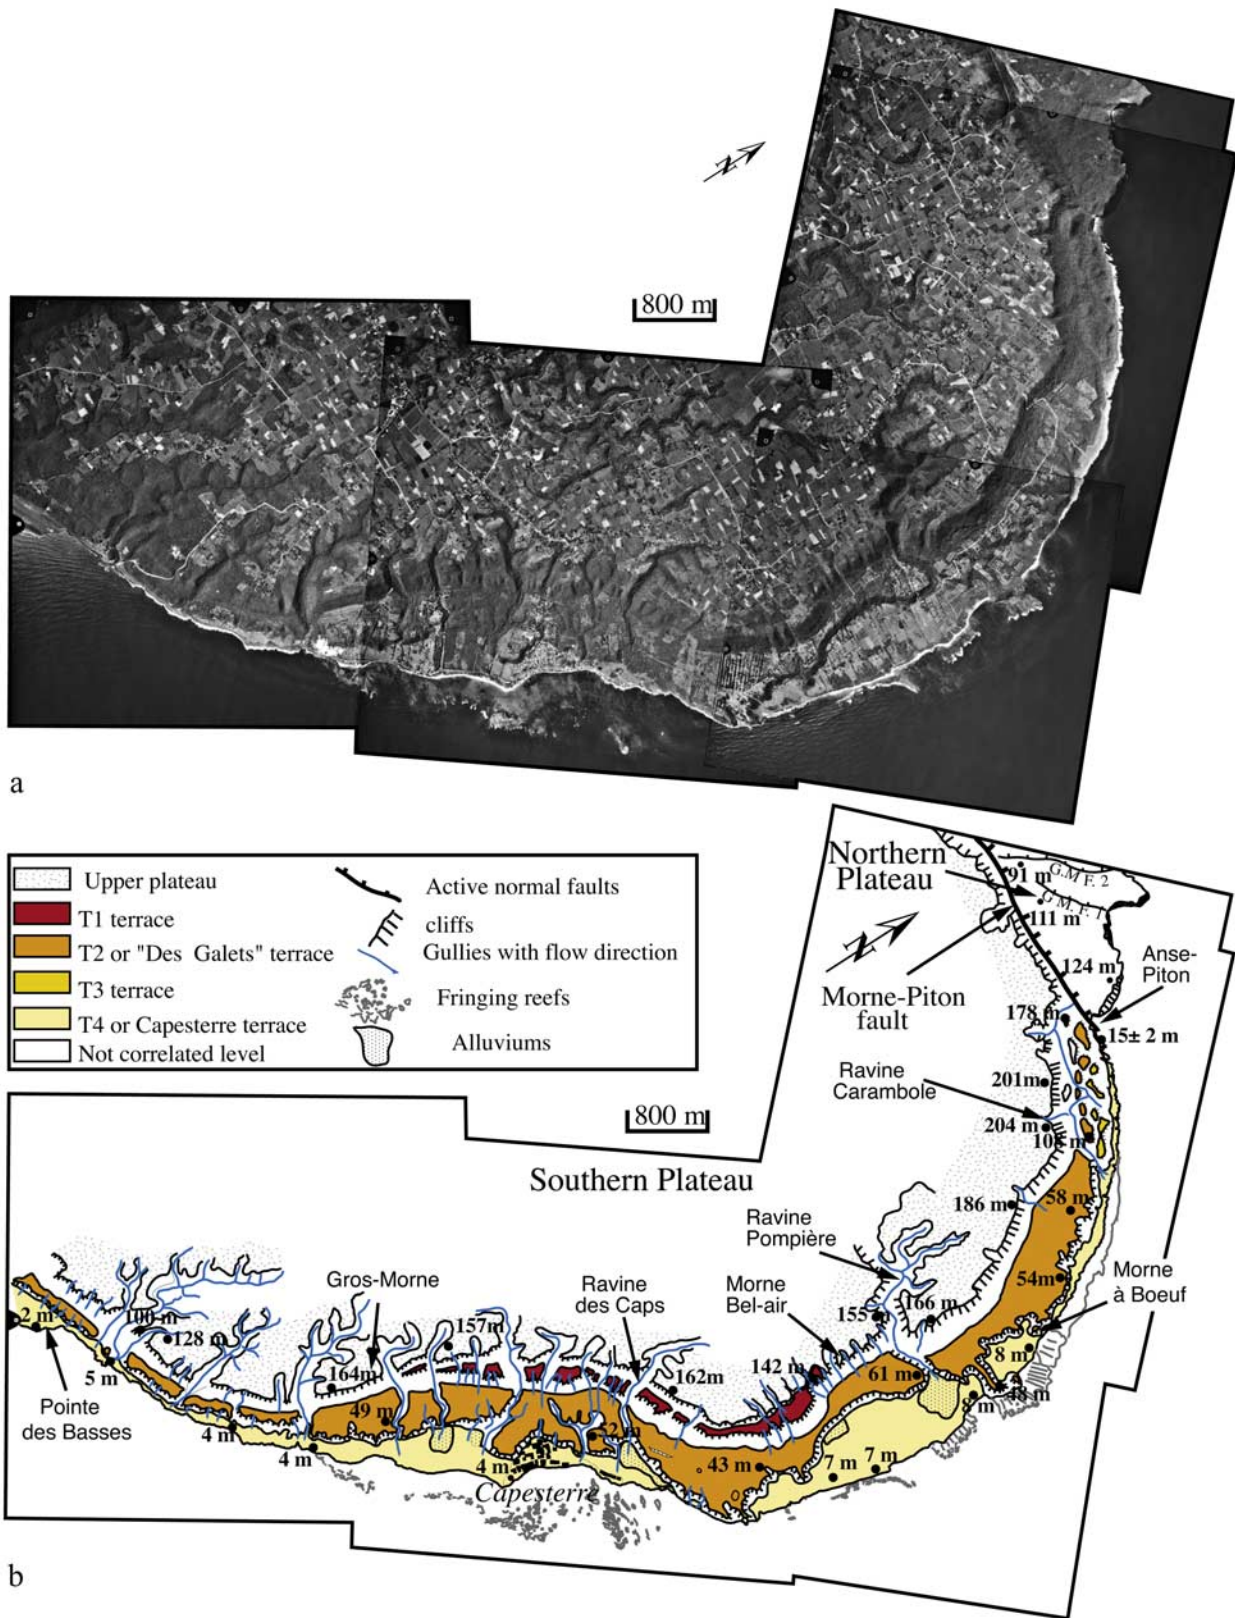 N
800 m
a
Upper plateau
T1 terrace
T2 or "Des Galets" terrace
T3 terrace
T4 or Capesterre terrace
Not correlated level
Active normal faults
cliffs
Gullies with flow direction
Fringing reefs
Alluviums
Northern
Plateau
91 m
G.M F. 2
G M. F. 1
111 m
N
124 m
Anse-
Piton
Morne-Piton
fault
178 m
15± 2 m
201m
Ravine
Carambole
204 m
800 m
Southern Plateau
186 m
58 m
Ravine
Pompière
54m
Morne
à Boeuf
Gros-Morne
Ravine
des Caps
Morne
Bel-air
155 m
166 m
2 m
100 m
128 m
157m
8 m
164m
162m
142 m
61 m
48 m
5 m
Pointe
des Basses
49 m
8 m
4 m
4 m
4 m
43 m
7 m
7 m
Capesterre
b